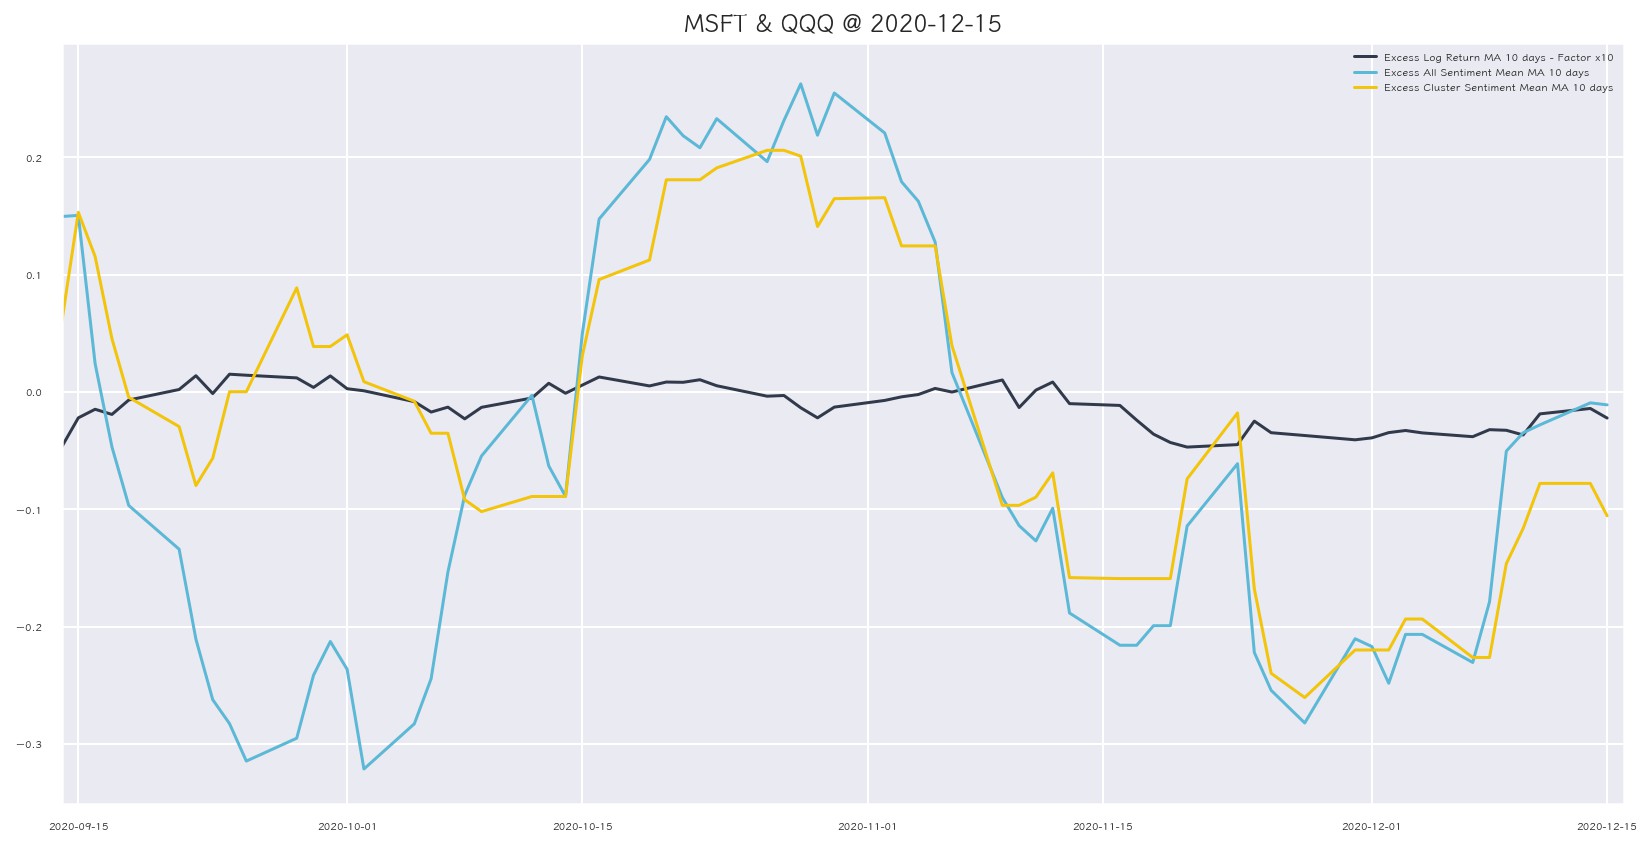 MSFT & QQQ @ 2020-12-15
Excess Log Return MA 10 days - Factor x10
Excess All Sentiment Mean MA 10 days
Excess Cluster Sentiment Mean MA 10 days
0.2
0.1
0.0
−0.1
−0.2
−0.3
2020-09-15 2020-10-01 2020-10-15 2020-11-01 2020-11-15 2020-12-01 2020-12-15